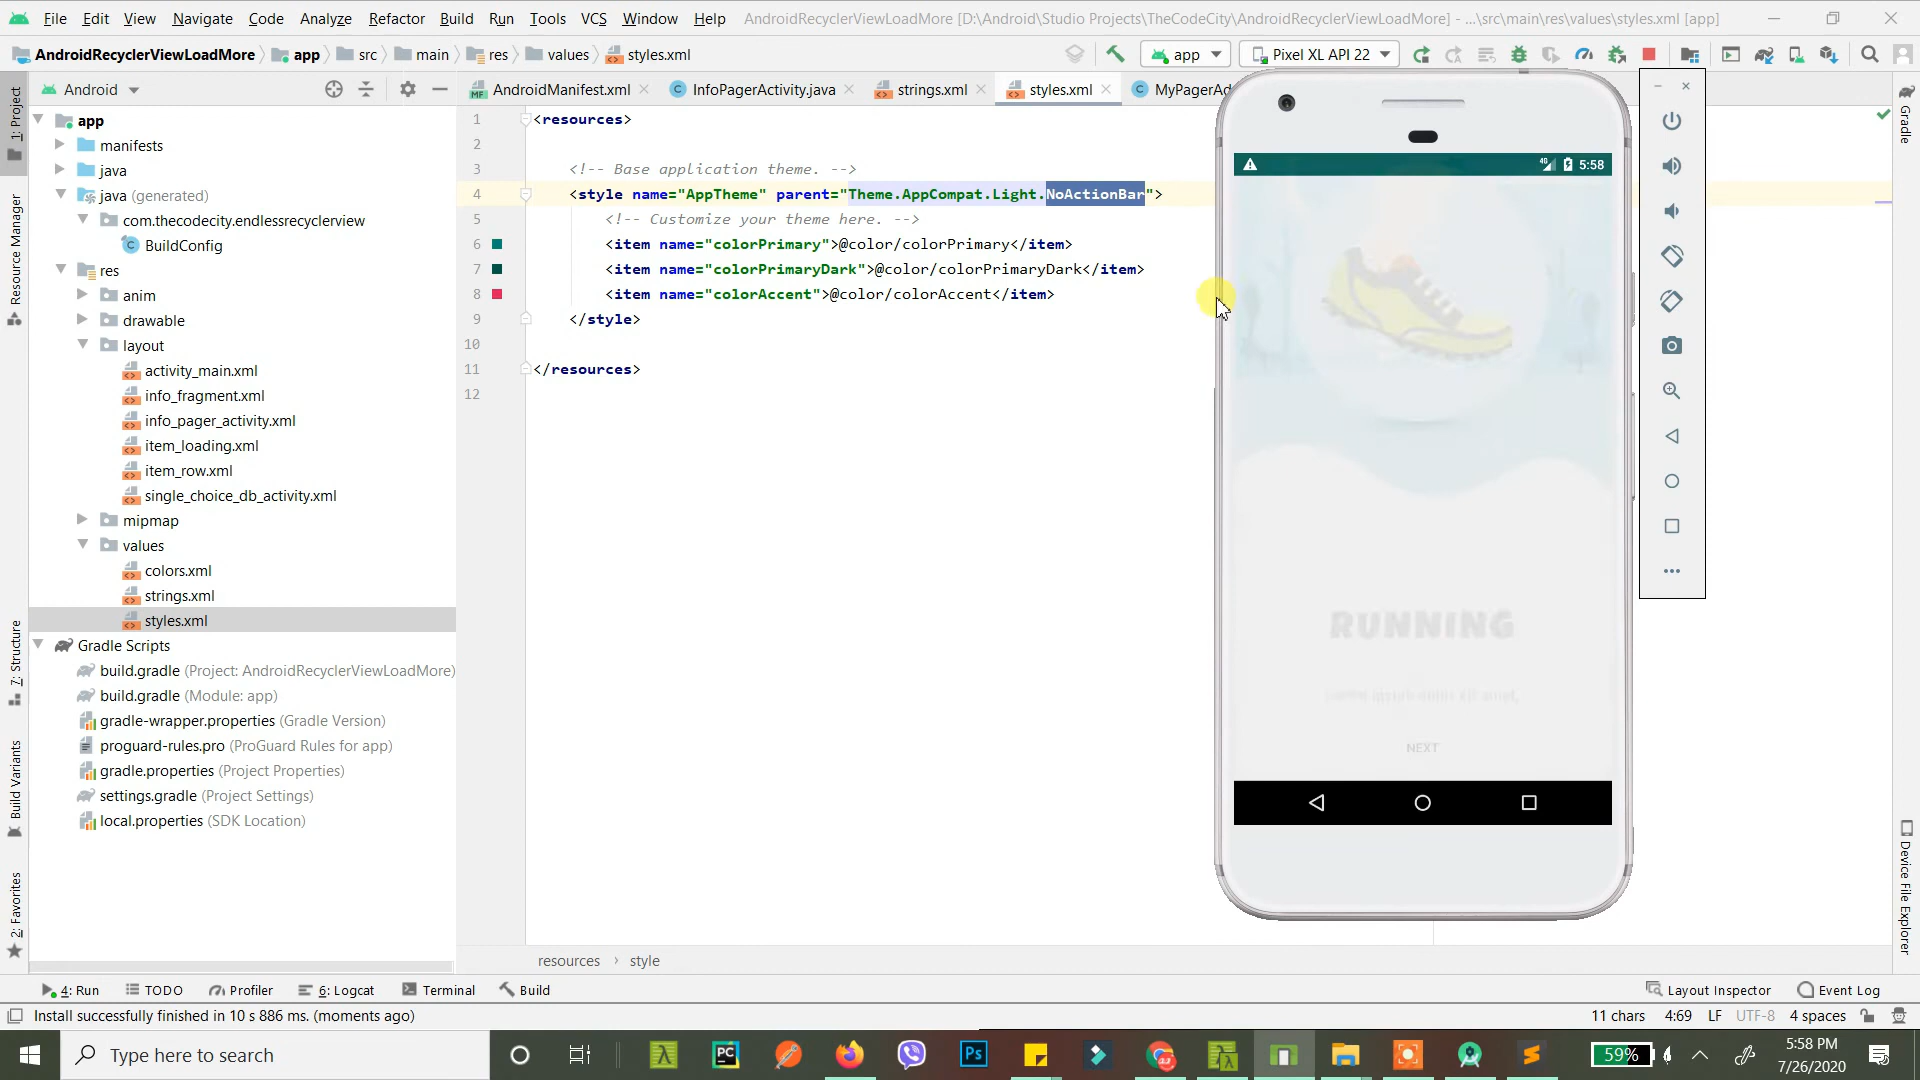 File Edit View Navigate Code Analyze Refactor Build Run Tools VCS Window Help AndroidRecyclerViewLoadMore [D:\Android\Studio Projects\TheCodeCity\AndroidRecyclerViewLoadMore] - ...\src\main\res\values\styles.xml [app]
AndroidRecyclerViewLoadMore app src main res values styles.xml app Pixel XL API 22
Android
AndroidManifest.xml InfoPagerActivity.java strings.xml styles.xml MyPagerAd
1: Project
Resource Manager
7: Structure
Build Variants
2: Favorites
app
manifests
java
java (generated)
com.thecodecity.endlessrecyclerview
BuildConfig
res
anim
drawable
layout
activity_main.xml
info_fragment.xml
info_pager_activity.xml
item_loading.xml
item_row.xml
single_choice_db_activity.xml
mipmap
values
colors.xml
strings.xml
styles.xml
Gradle Scripts
build.gradle (Project: AndroidRecyclerViewLoadMore)
build.gradle (Module: app)
gradle-wrapper.properties (Gradle Version)
proguard-rules.pro (ProGuard Rules for app)
gradle.properties (Project Properties)
settings.gradle (Project Settings)
local.properties (SDK Location)
1 <resources>
2
3 <!-- Base application theme. -->
4 <style name="AppTheme" parent="Theme.AppCompat.Light.NoActionBar">
5 <!-- Customize your theme here. -->
6 <item name="colorPrimary">@color/colorPrimary</item>
7 <item name="colorPrimaryDark">@color/colorPrimaryDark</item>
8 <item name="colorAccent">@color/colorAccent</item>
9 </style>
10
11 </resources>
12
resources › style
4G 5:58
RUNNING
Lorem ipsum dolor sit amet,
NEXT
Gradle
Device File Explorer
4: Run TODO Profiler 6: Logcat Terminal Build Layout Inspector Event Log
Install successfully finished in 10 s 886 ms. (moments ago) 11 chars 4:69 LF UTF-8 4 spaces
Type here to search
59%
5:58 PM
7/26/2020